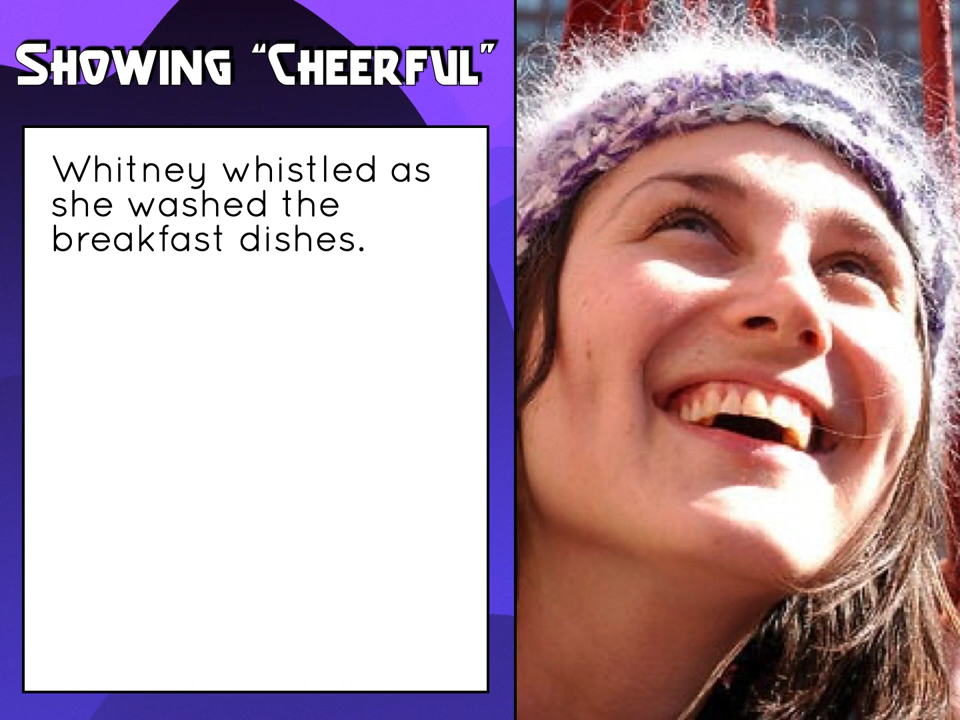 Showing “Cheerful”
Whitney whistled as
she washed the
breakfast dishes.